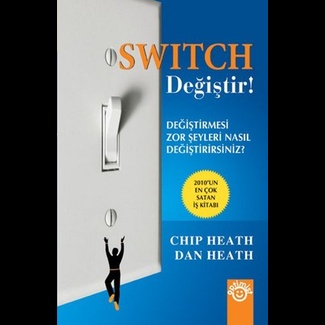 SWITCH
Değiştir!
DEĞİŞTİRMESİ
ZOR ŞEYLERİ NASIL
DEĞİŞTİRİRSİNİZ?
2010'UN
EN ÇOK
SATAN
İŞ KİTABI
CHIP HEATH
DAN HEATH
optimist